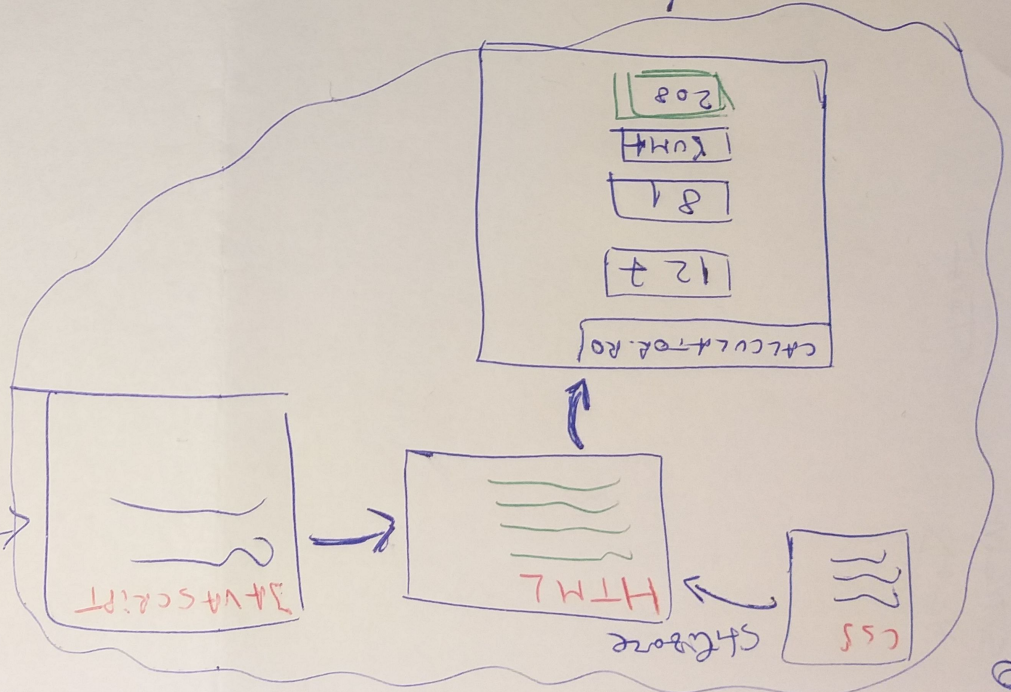 CSS
Stilizare
HTML
JAVASCRIPT
CALCULATOR.RO
127
81
SUMA
208